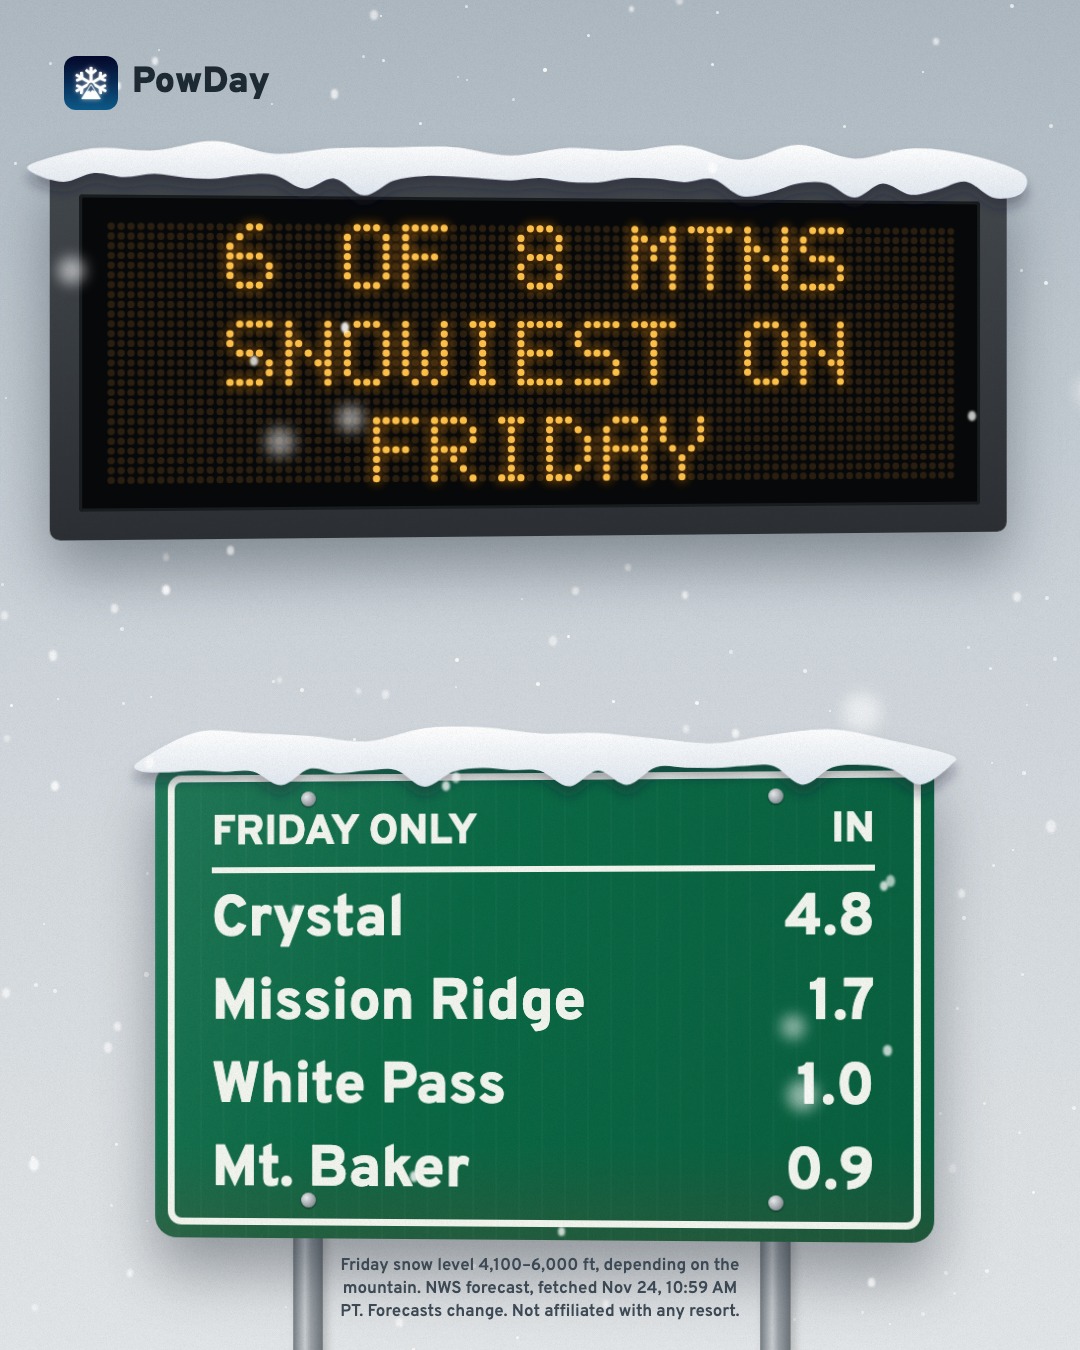 PowDay
6 OF 8 MTNS
SNOWIEST ON
FRIDAY
FRIDAY ONLY IN
Crystal 4.8
Mission Ridge 1.7
White Pass 1.0
Mt. Baker 0.9
Friday snow level 4,100–6,000 ft, depending on the
mountain. NWS forecast, fetched Nov 24, 10:59 AM
PT. Forecasts change. Not affiliated with any resort.